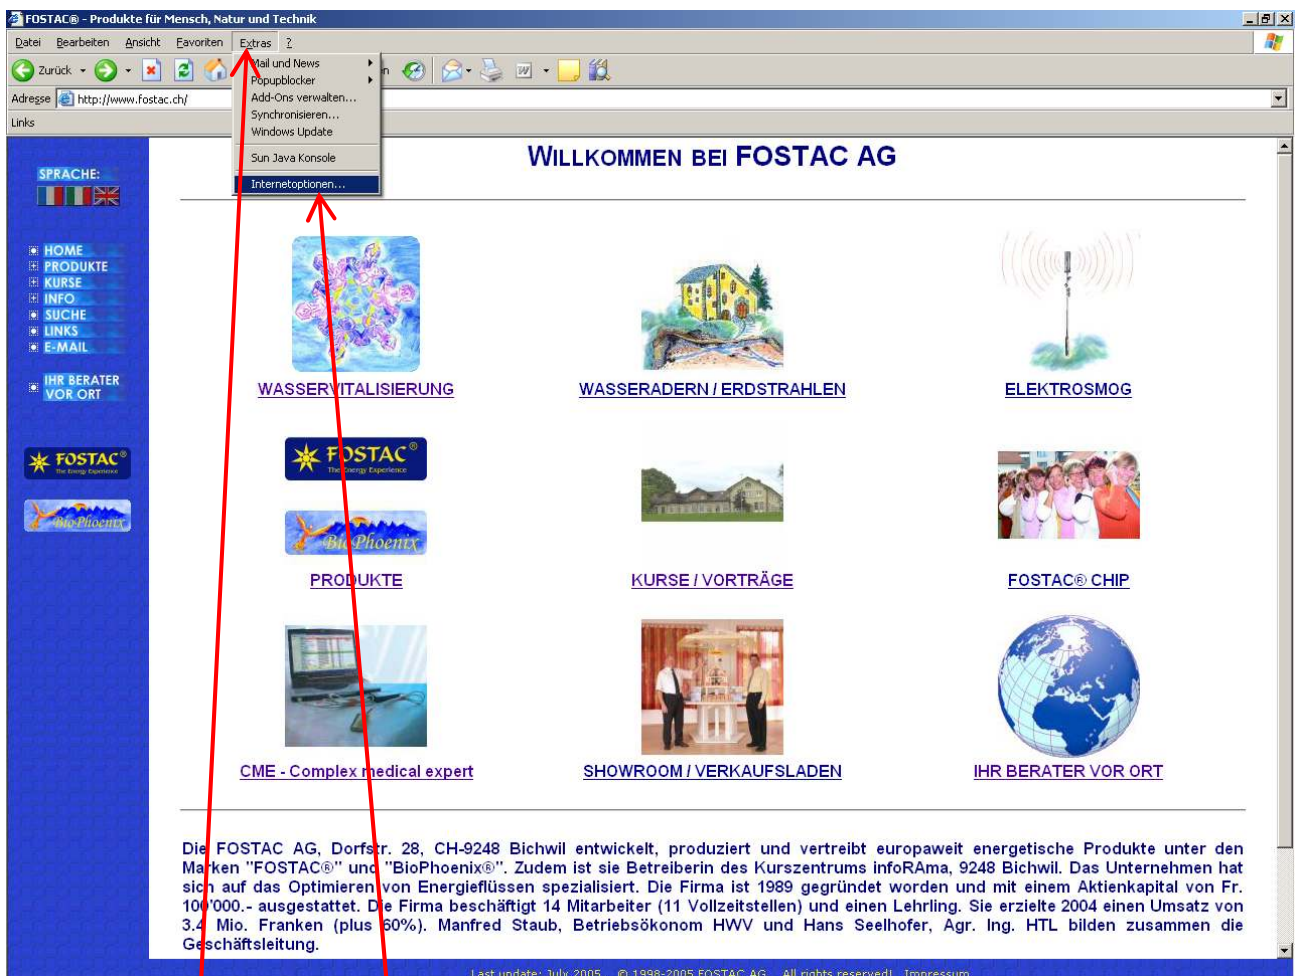 FOSTAC® - Produkte für Mensch, Natur und Technik
Datei Bearbeiten Ansicht Favoriten Extras ?
Zurück
Mail und News
Popupblocker
Add-Ons verwalten...
Synchronisieren...
Windows Update
Sun Java Konsole
Internetoptionen...
Adresse http://www.fostac.ch/
Links
WILLKOMMEN BEI FOSTAC AG
SPRACHE:
HOME
PRODUKTE
KURSE
INFO
SUCHE
LINKS
E-MAIL
IHR BERATER
VOR ORT
FOSTAC®
The Energy Experience
BioPhoenix
WASSERVITALISIERUNG
WASSERADERN / ERDSTRAHLEN
ELEKTROSMOG
FOSTAC®
The Energy Experience
BioPhoenix
PRODUKTE
KURSE / VORTRÄGE
FOSTAC® CHIP
CME - Complex medical expert
SHOWROOM / VERKAUFSLADEN
IHR BERATER VOR ORT
Die FOSTAC AG, Dorfstr. 28, CH-9248 Bichwil entwickelt, produziert und vertreibt europaweit energetische Produkte unter den
Marken "FOSTAC®" und "BioPhoenix®". Zudem ist sie Betreiberin des Kurszentrums infoRAma, 9248 Bichwil. Das Unternehmen hat
sich auf das Optimieren von Energieflüssen spezialisiert. Die Firma ist 1989 gegründet worden und mit einem Aktienkapital von Fr.
100'000.- ausgestattet. Die Firma beschäftigt 14 Mitarbeiter (11 Vollzeitstellen) und einen Lehrling. Sie erzielte 2004 einen Umsatz von
3.4 Mio. Franken (plus 60%). Manfred Staub, Betriebsökonom HWV und Hans Seelhofer, Agr. Ing. HTL bilden zusammen die
Geschäftsleitung.
Last update: July 2005 © 1998-2005 FOSTAC AG All rights reserved! Impressum